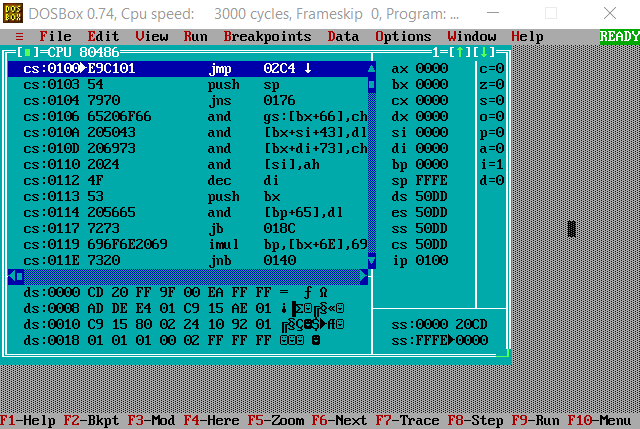 DOSBox 0.74, Cpu speed: 3000 cycles, Frameskip 0, Program: ...
≡ File Edit View Run Breakpoints Data Options Window Help READY
[■]=CPU 80486 1=[↑][↓]
cs:0100►E9C101 jmp 02C4 ↓ ax 0000 c=0
cs:0103 54 push sp bx 0000 z=0
cs:0104 7970 jns 0176 cx 0000 s=0
cs:0106 65206F66 and gs:[bx+66],ch dx 0000 o=0
cs:010A 205043 and [bx+si+43],dl si 0000 p=0
cs:010D 206973 and [bx+di+73],ch di 0000 a=0
cs:0110 2024 and [si],ah bp 0000 i=1
cs:0112 4F dec di sp FFFE d=0
cs:0113 53 push bx ds 50DD
cs:0114 205665 and [bp+65],dl es 50DD
cs:0117 7273 jb 018C ss 50DD
cs:0119 696F6E2069 imul bp,[bx+6E],69 cs 50DD
cs:011E 7320 jnb 0140 ip 0100
ds:0000 CD 20 FF 9F 00 EA FF FF = ƒ Ω
ds:0008 AD DE E4 01 C9 15 AE 01 ¡▐Σ☺╔§«☺
ds:0010 C9 15 80 02 24 10 92 01 ╔§Ç☻$►Æ☺ ss:0000 20CD
ds:0018 01 01 01 00 02 FF FF FF ☺☺☺ ☻ ss:FFFE►0000
F1-Help F2-Bkpt F3-Mod F4-Here F5-Zoom F6-Next F7-Trace F8-Step F9-Run F10-Menu